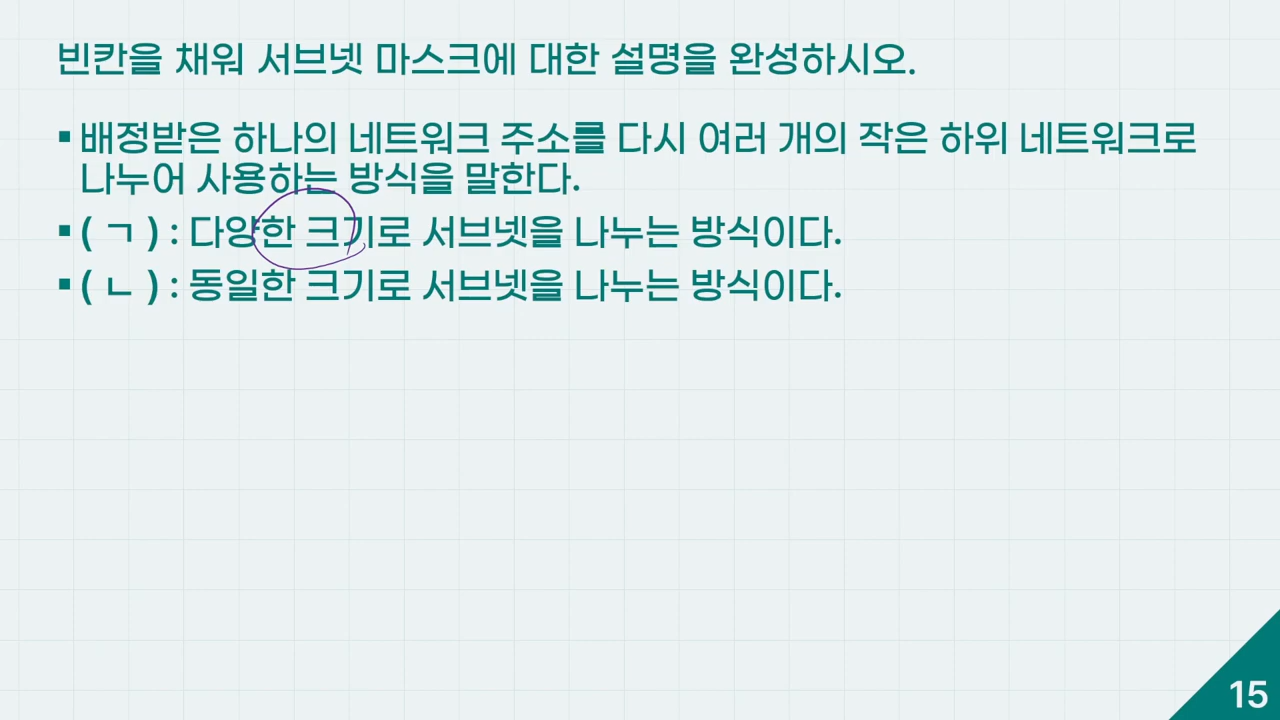 빈칸을 채워 서브넷 마스크에 대한 설명을 완성하시오.
▪ 배정받은 하나의 네트워크 주소를 다시 여러 개의 작은 하위 네트워크로
나누어 사용하는 방식을 말한다.
▪ ( ㄱ ) : 다양한 크기로 서브넷을 나누는 방식이다.
▪ ( ㄴ ) : 동일한 크기로 서브넷을 나누는 방식이다.
15